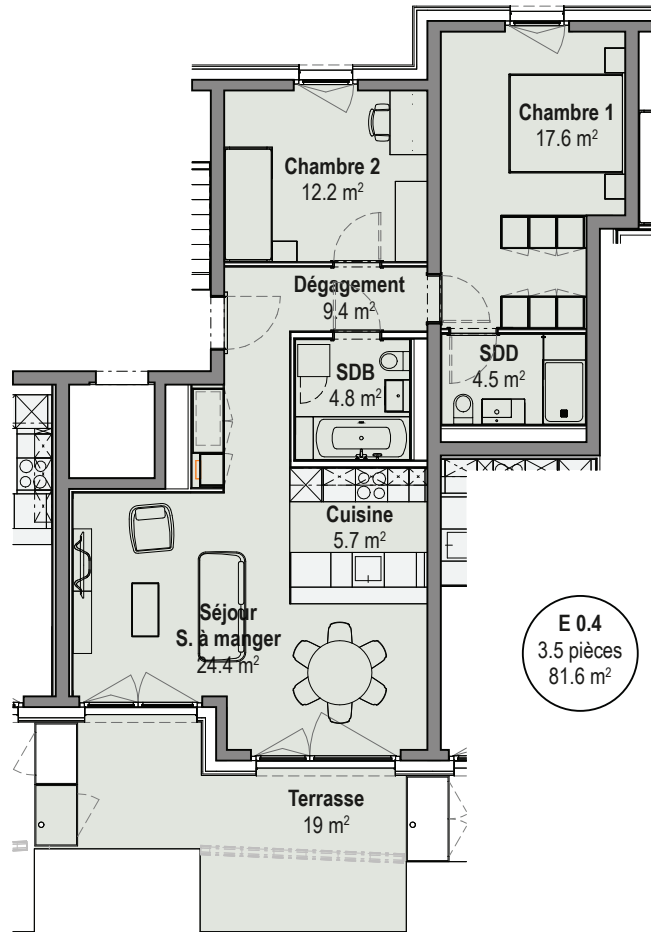 Chambre 1
17.6 m²
Chambre 2
12.2 m²
Dégagement
9.4 m²
SDB
4.8 m²
SDD
4.5 m²
Cuisine
5.7 m²
Séjour
S. à manger
24.4 m²
E 0.4
3.5 pièces
81.6 m²
Terrasse
19 m²